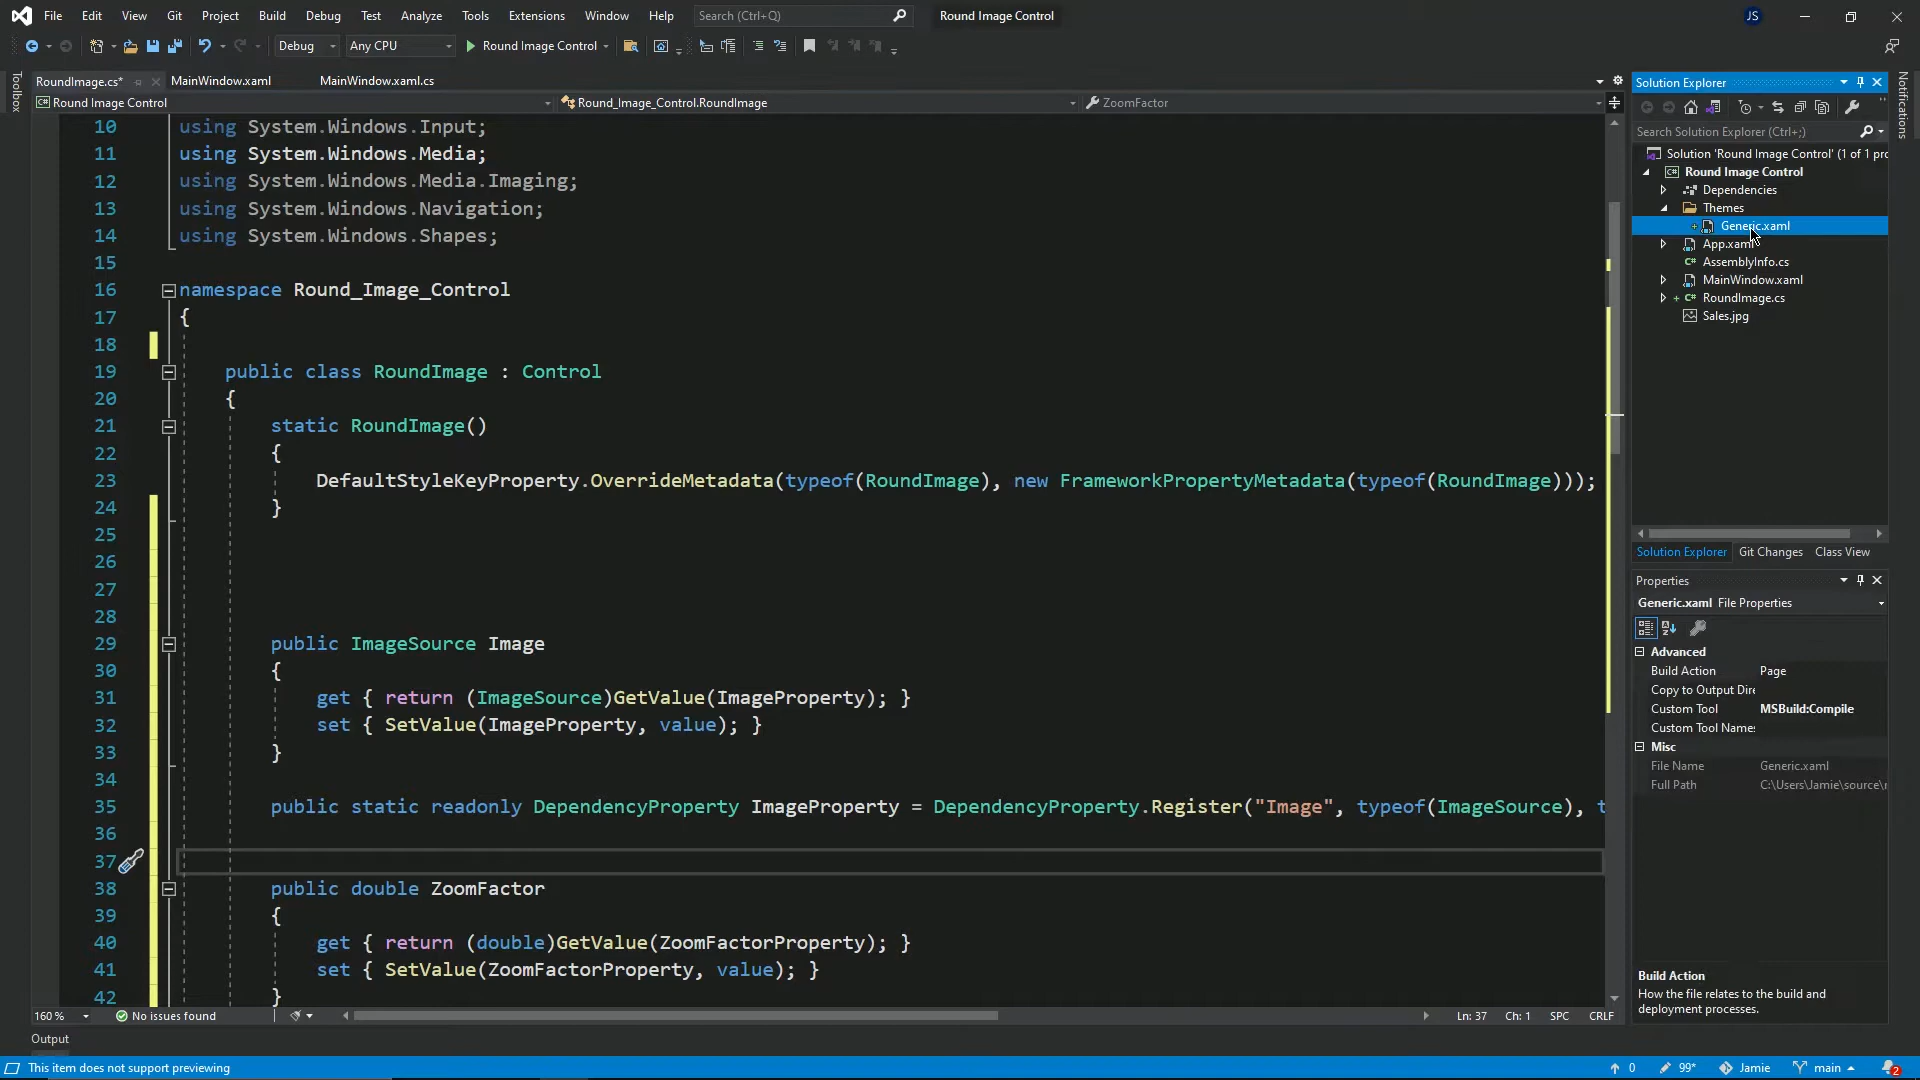 File Edit View Git Project Build Debug Test Analyze Tools Extensions Window Help Search (Ctrl+Q) Round Image Control JS
Debug Any CPU Round Image Control
RoundImage.cs* MainWindow.xaml MainWindow.xaml.cs
Round Image Control Round_Image_Control.RoundImage ZoomFactor
10 using System.Windows.Input;
11 using System.Windows.Media;
12 using System.Windows.Media.Imaging;
13 using System.Windows.Navigation;
14 using System.Windows.Shapes;
15
16 namespace Round_Image_Control
17 {
18
19 public class RoundImage : Control
20 {
21 static RoundImage()
22 {
23 DefaultStyleKeyProperty.OverrideMetadata(typeof(RoundImage), new FrameworkPropertyMetadata(typeof(RoundImage)));
24 }
25
26
27
28
29 public ImageSource Image
30 {
31 get { return (ImageSource)GetValue(ImageProperty); }
32 set { SetValue(ImageProperty, value); }
33 }
34
35 public static readonly DependencyProperty ImageProperty = DependencyProperty.Register("Image", typeof(ImageSource), t
36
37
38 public double ZoomFactor
39 {
40 get { return (double)GetValue(ZoomFactorProperty); }
41 set { SetValue(ZoomFactorProperty, value); }
42 }
160 % No issues found Ln: 37 Ch: 1 SPC CRLF
Output
This item does not support previewing 0 99* Jamie main 2
Toolbox
Solution Explorer
Search Solution Explorer (Ctrl+;)
Solution 'Round Image Control' (1 of 1 pro
Round Image Control
Dependencies
Themes
Generic.xaml
App.xaml
AssemblyInfo.cs
MainWindow.xaml
RoundImage.cs
Sales.jpg
Solution Explorer Git Changes Class View
Properties
Generic.xaml File Properties
Advanced
Build Action Page
Copy to Output Dire
Custom Tool MSBuild:Compile
Custom Tool Name:
Misc
File Name Generic.xaml
Full Path C:\Users\Jamie\source\r
Build Action
How the file relates to the build and
deployment processes.
Notifications